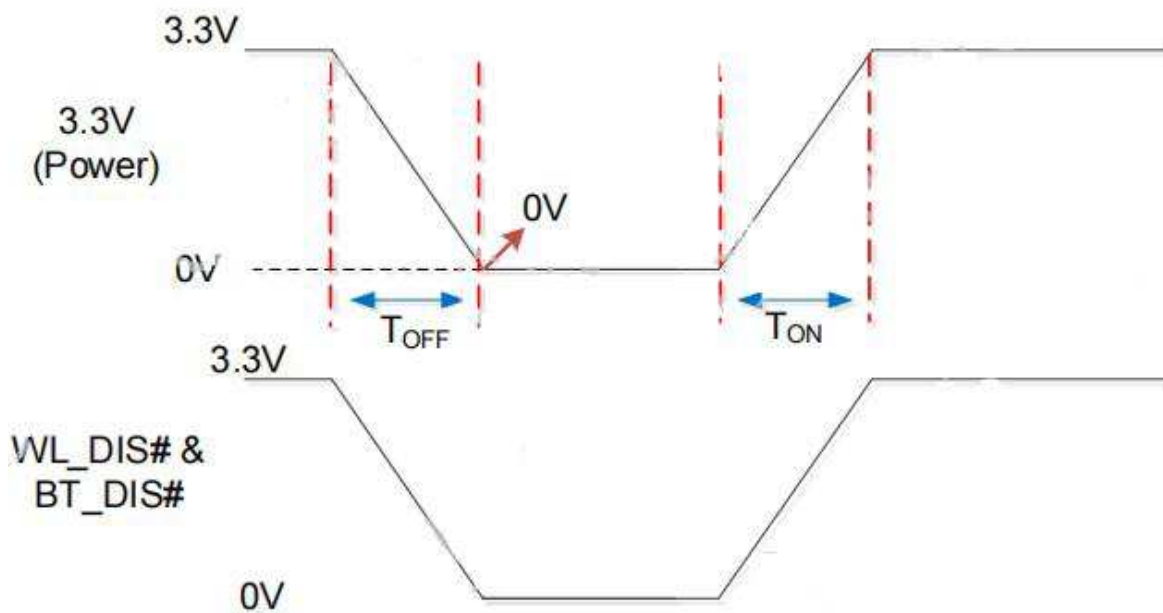 3.3V
3.3V
(Power)
0V
0V
TOFF
TON
3.3V
WL_DIS# &
BT_DIS#
0V